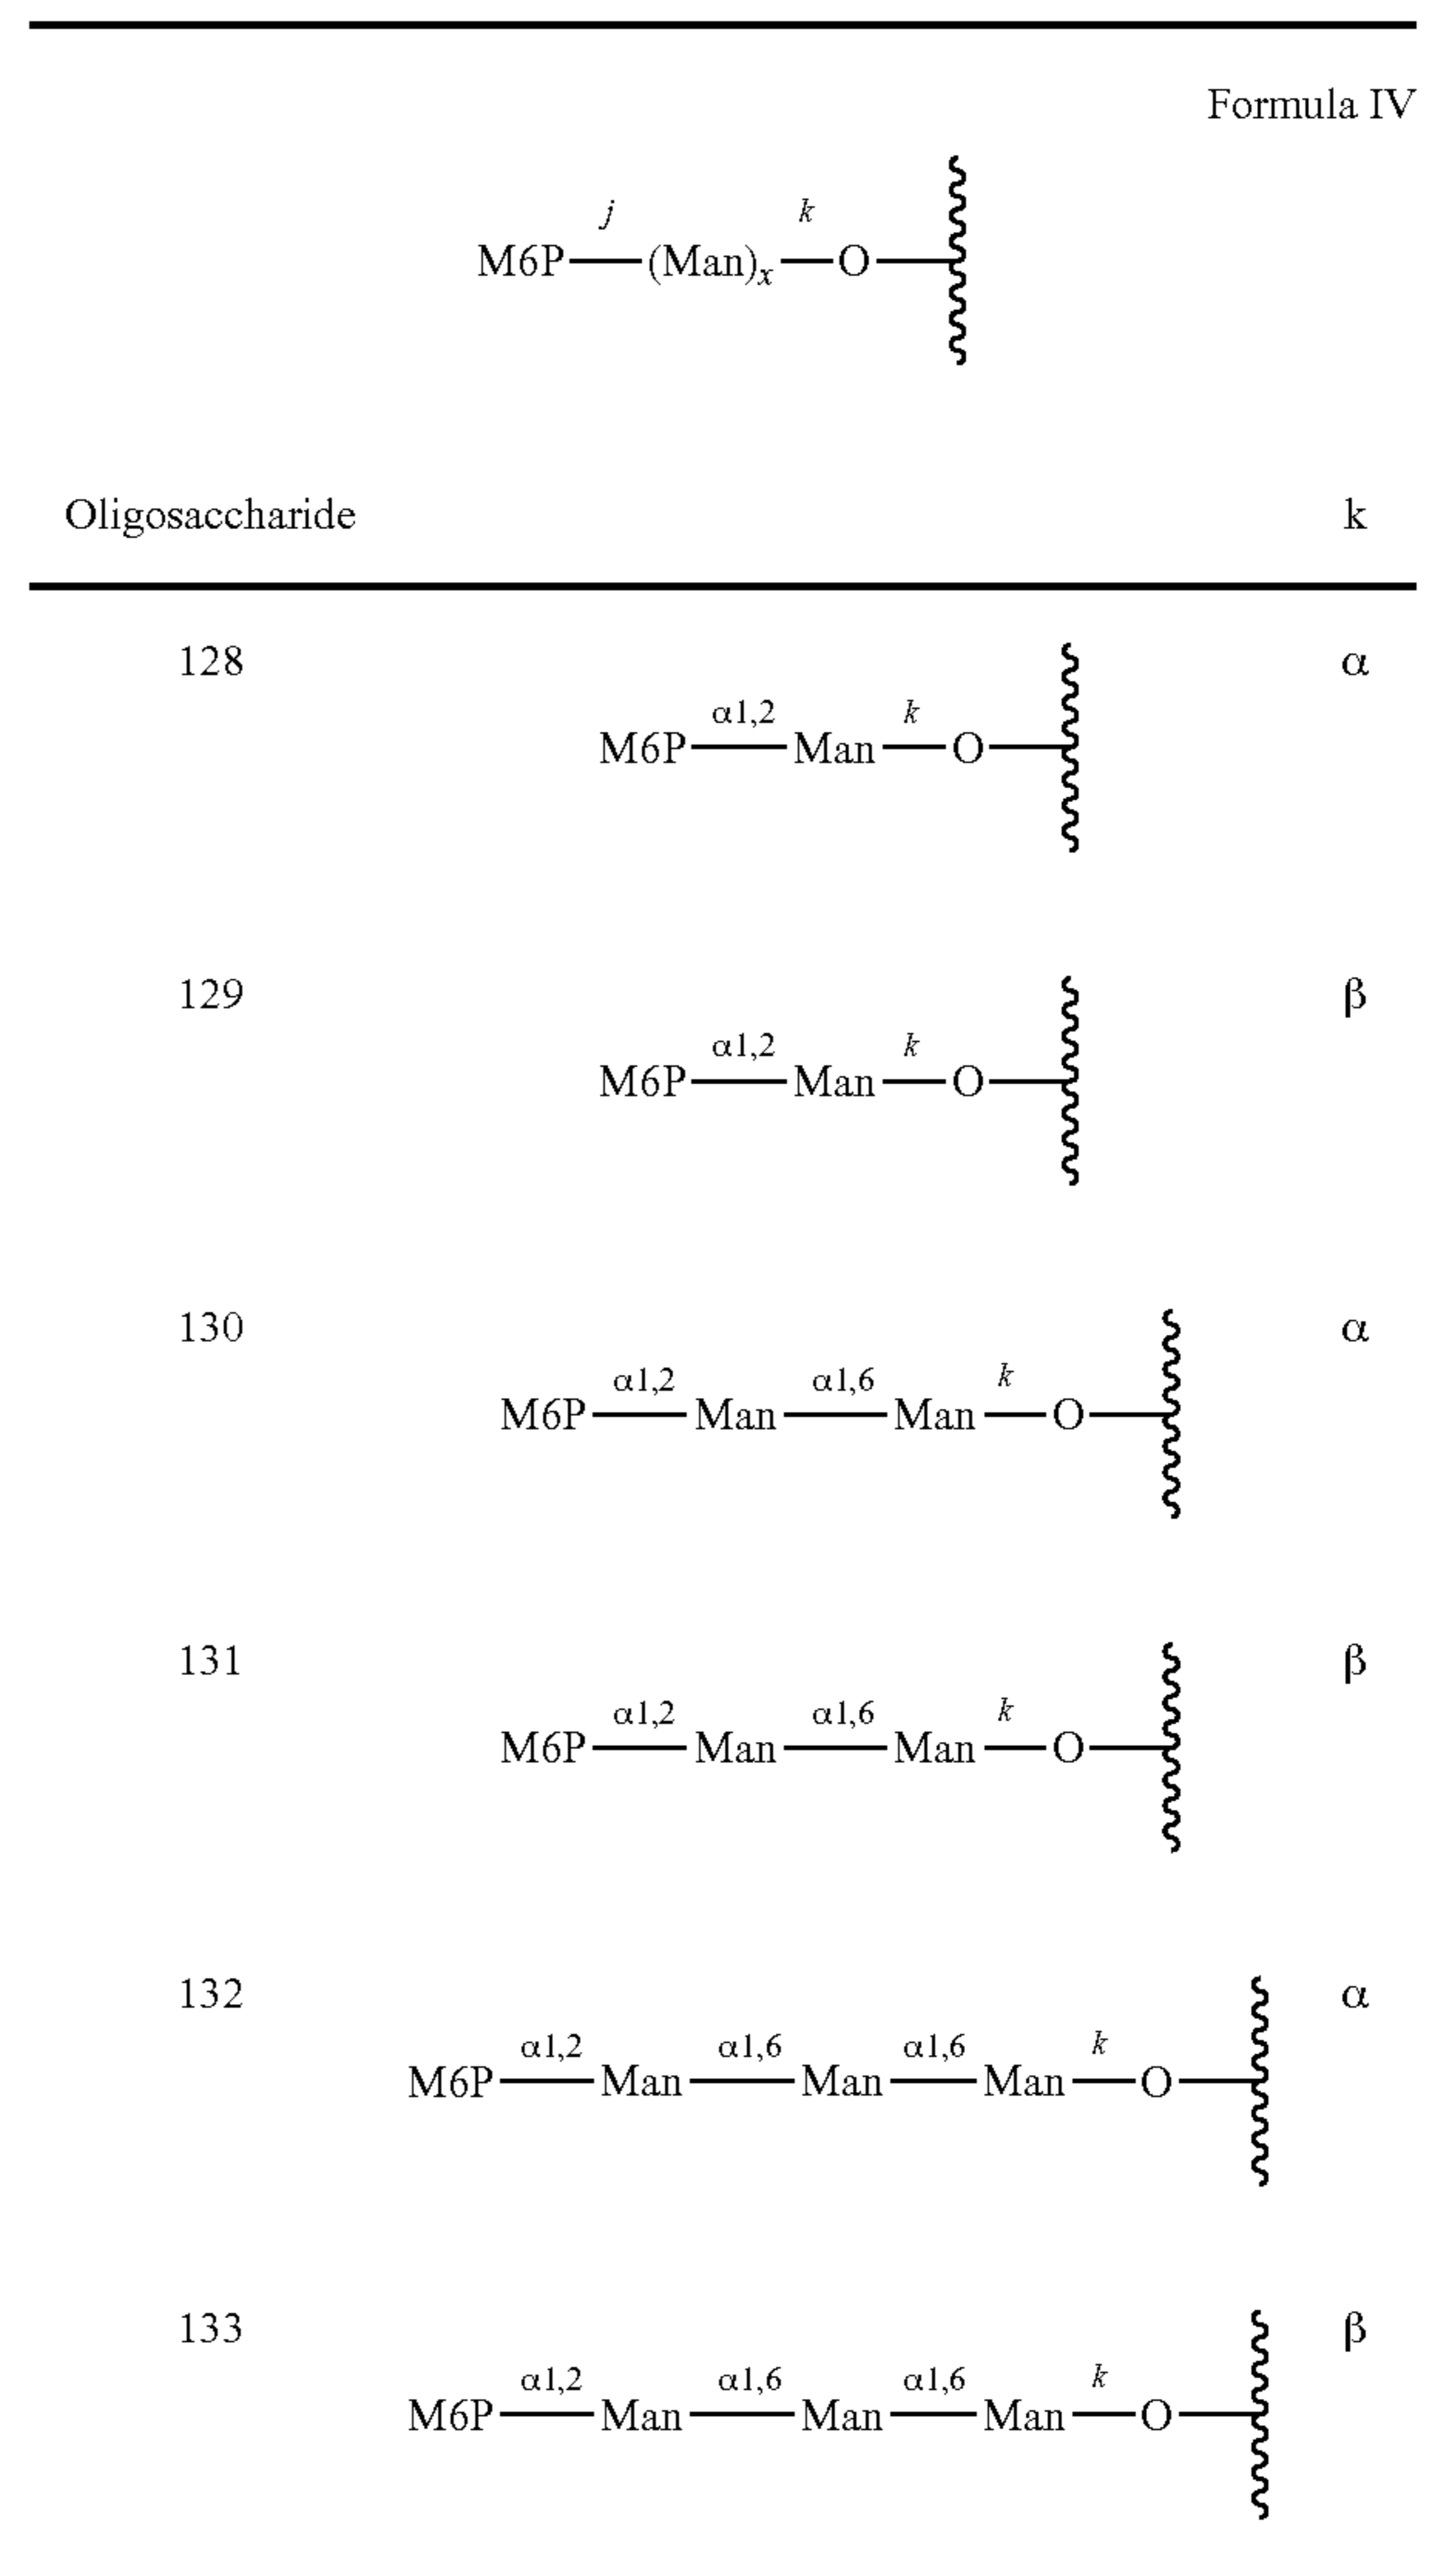 Formula IV
j k
M6P (Man)x O
Oligosaccharide k
128 α
α1,2 k
M6P Man O
129 β
α1,2 k
M6P Man O
130 α
α1,2 α1,6 k
M6P Man Man O
131 β
α1,2 α1,6 k
M6P Man Man O
132 α
α1,2 α1,6 α1,6 k
M6P Man Man Man O
133 β
α1,2 α1,6 α1,6 k
M6P Man Man Man O